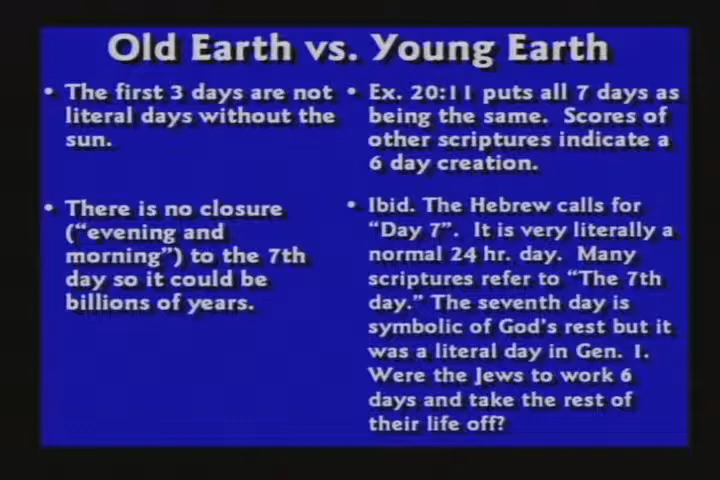 Old Earth vs. Young Earth
• The first 3 days are not
literal days without the
sun.
• There is no closure
("evening and
morning") to the 7th
day so it could be
billions of years.
• Ex. 20:11 puts all 7 days as
being the same.  Scores of
other scriptures indicate a
6 day creation.
• Ibid. The Hebrew calls for
"Day 7".  It is very literally a
normal 24 hr. day.  Many
scriptures refer to "The 7th
day." The seventh day is
symbolic of God's rest but it
was a literal day in Gen. 1.
Were the Jews to work 6
days and take the rest of
their life off?